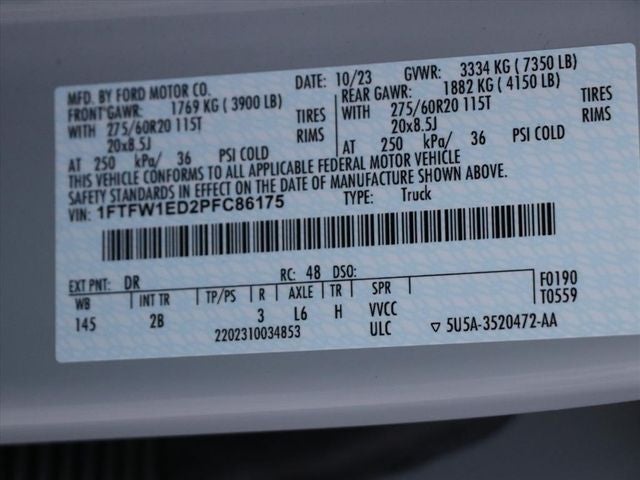 MFD. BY FORD MOTOR CO. DATE: 10/23 GVWR: 3334 KG ( 7350 LB)
FRONT GAWR: 1769 KG ( 3900 LB) REAR GAWR: 1882 KG ( 4150 LB)
WITH 275/60R20 115T TIRES WITH 275/60R20 115T TIRES
20x8.5J RIMS 20x8.5J RIMS
AT 250 kPa/ 36 PSI COLD AT 250 kPa/ 36 PSI COLD
THIS VEHICLE CONFORMS TO ALL APPLICABLE FEDERAL MOTOR VEHICLE
SAFETY STANDARDS IN EFFECT ON THE DATE OF MANUFACTURE SHOWN ABOVE.
VIN: 1FTFW1ED2PFC86175 TYPE: Truck
EXT PNT: DR RC: 48 DSO: F0190
WB INT TR TP/PS R AXLE TR SPR T0559
145 2B 3 L6 H VVCC
2202310034853 ULC ▽ 5U5A-3520472-AA